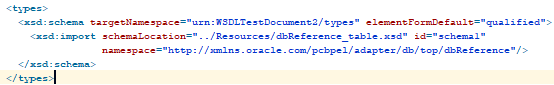 <types>
<xsd:schema targetNamespace="urn:WSDLTestDocument2/types" elementFormDefault="qualified">
<xsd:import schemaLocation="../Resources/dbReference_table.xsd" id="schema1"
namespace="http://xmlns.oracle.com/pcbpel/adapter/db/top/dbReference"/>
</xsd:schema>
</types>